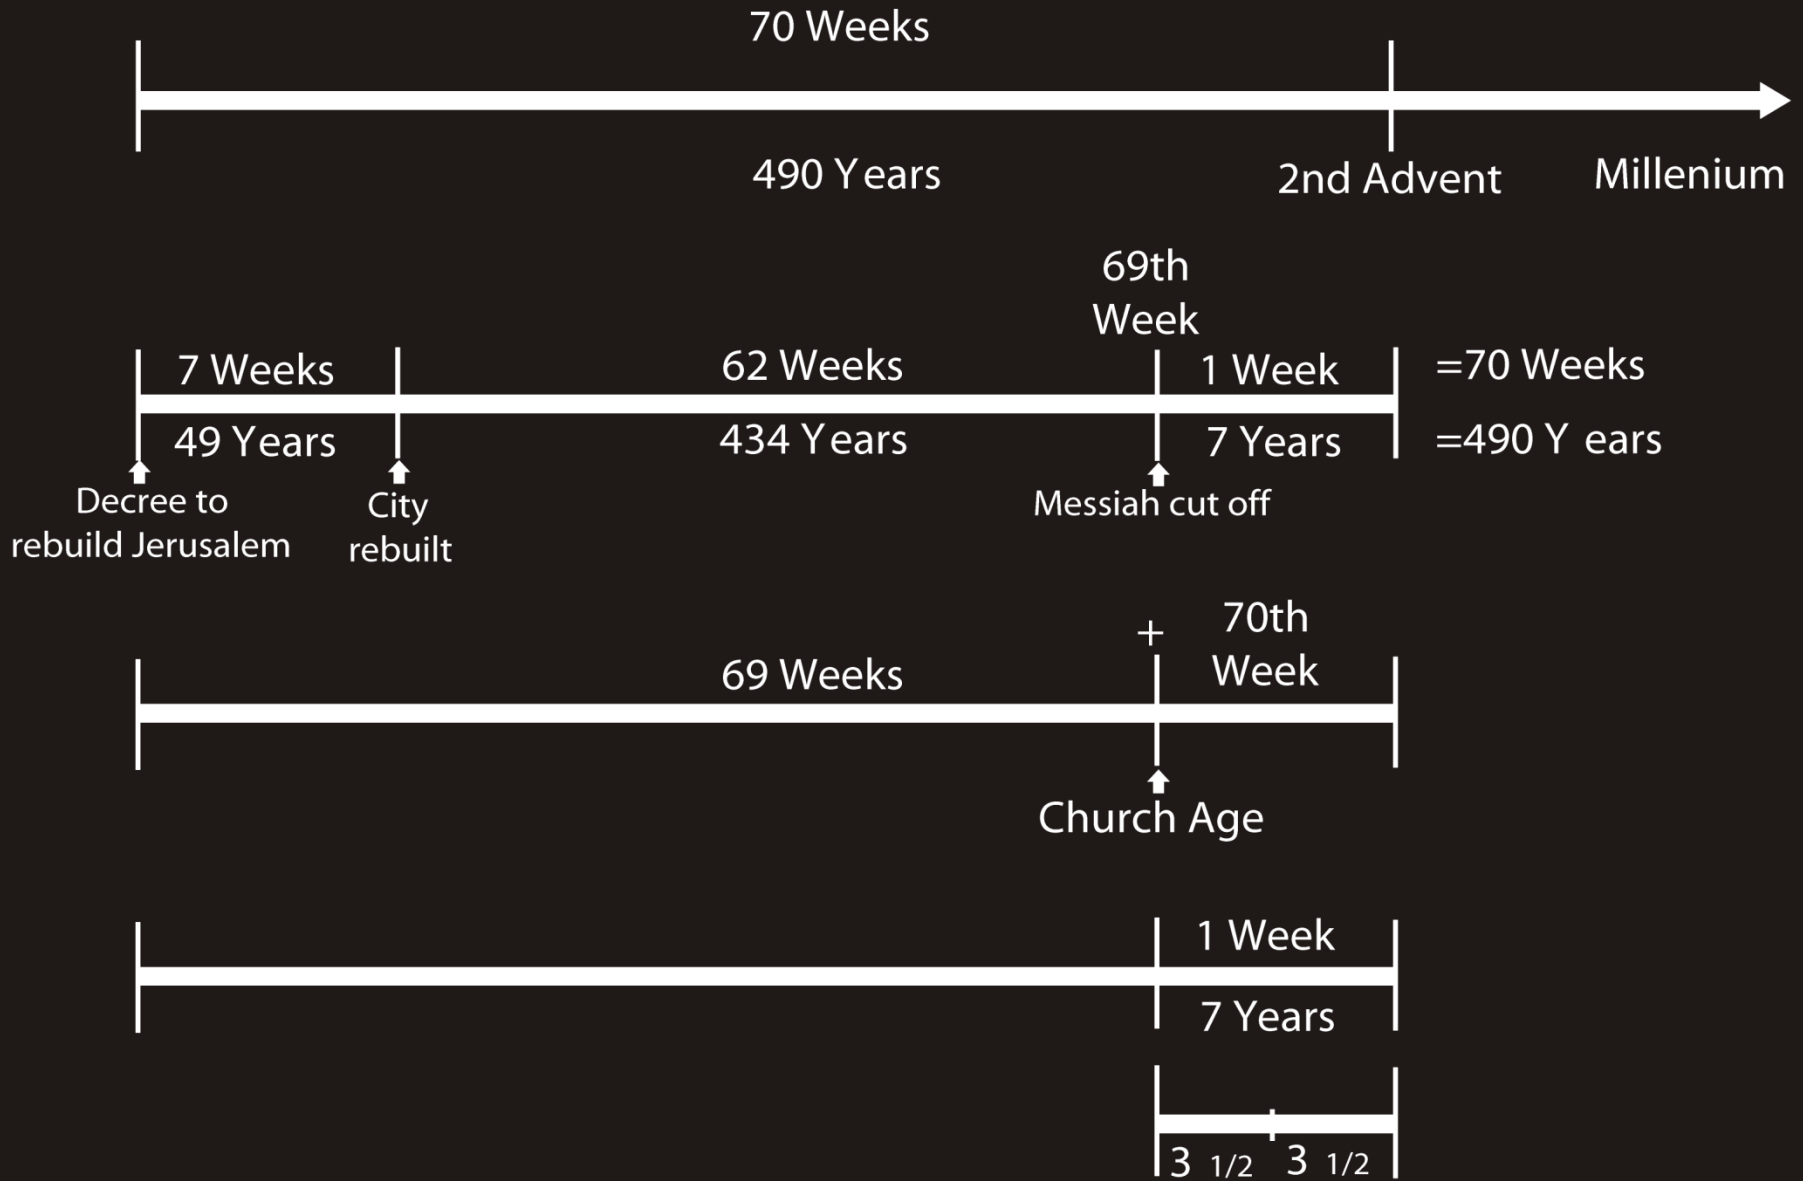 70 Weeks
490 Years
2nd Advent
Millenium
69th
Week
7 Weeks
62 Weeks
1 Week
=70 Weeks
49 Years
434 Years
7 Years
=490 Y ears
Decree to
rebuild Jerusalem
City
rebuilt
Messiah cut off
+
70th
Week
69 Weeks
Church Age
1 Week
7 Years
3 1/2
3 1/2